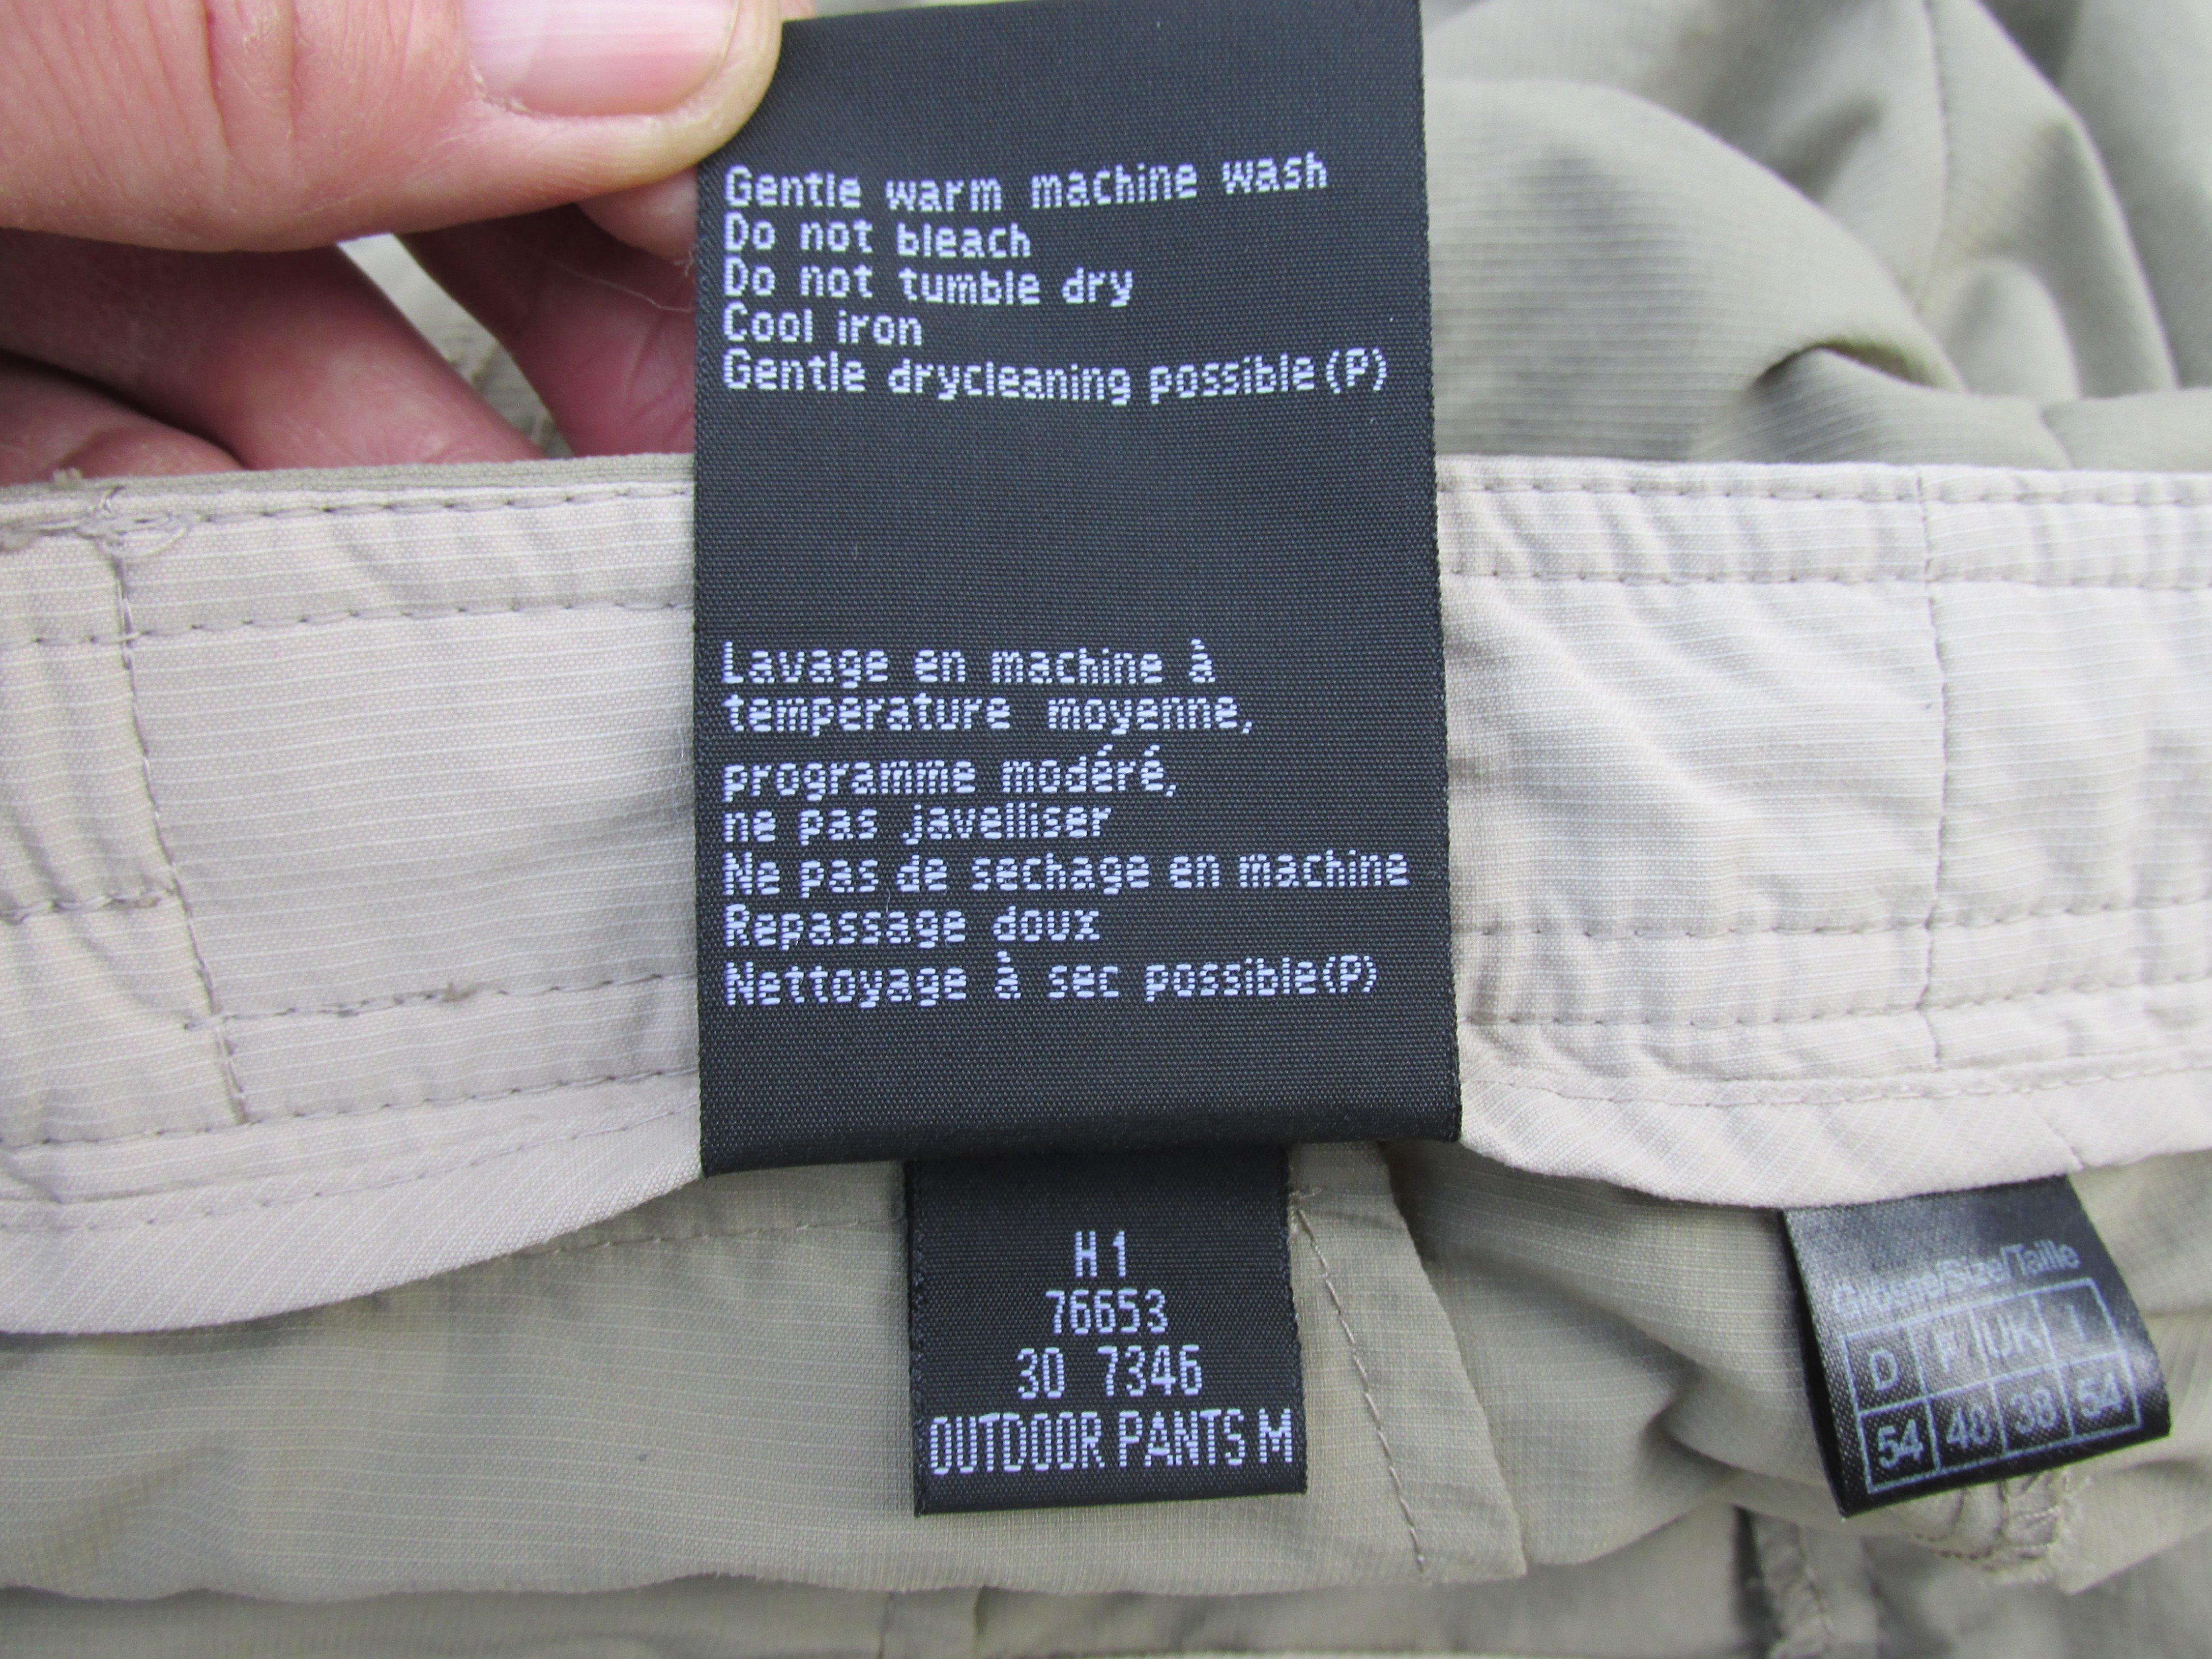 Gentle warm machine wash
Do not bleach
Do not tumble dry
Cool iron
Gentle drycleaning possible(P)
Lavage en machine à
température moyenne,
programme modéré,
ne pas javelliser
Ne pas de sechage en machine
Repassage doux
Nettoyage à sec possible(P)
H1
76653
30 7346
OUTDOOR PANTS M
Grösse/Size/Taille
D F UK I
54 48 38 54